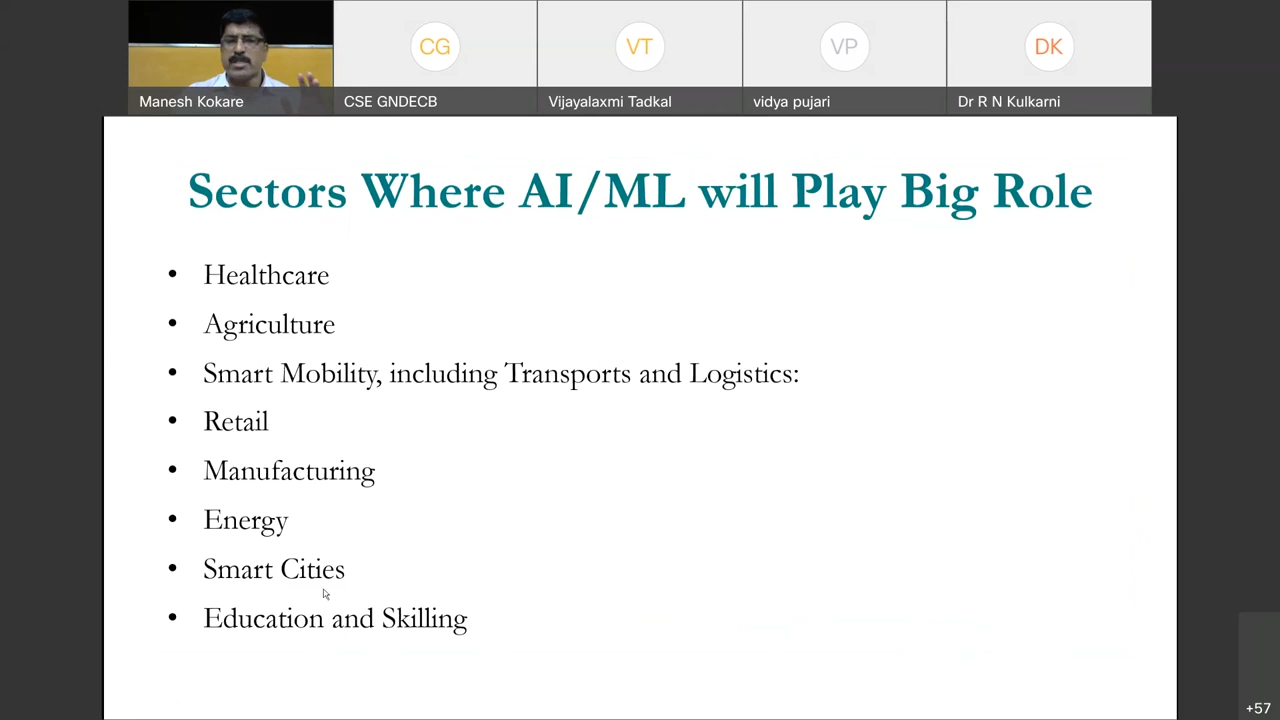 CG
VT
VP
DK
Manesh Kokare
CSE GNDECB
Vijayalaxmi Tadkal
vidya pujari
Dr R N Kulkarni
Sectors Where AI/ML will Play Big Role
• Healthcare
• Agriculture
• Smart Mobility, including Transports and Logistics:
• Retail
• Manufacturing
• Energy
• Smart Cities
• Education and Skilling
+57